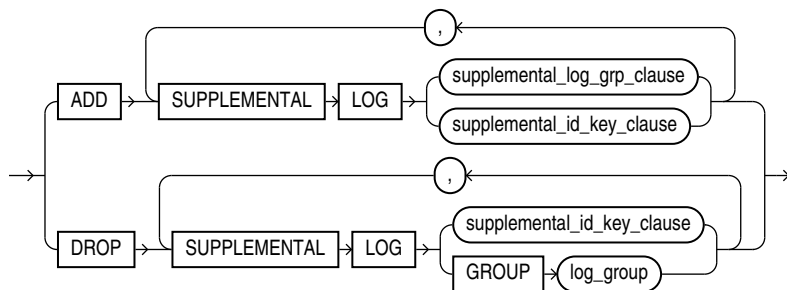 ,
supplemental_log_grp_clause
ADD SUPPLEMENTAL LOG
supplemental_id_key_clause
,
supplemental_id_key_clause
DROP SUPPLEMENTAL LOG
GROUP log_group